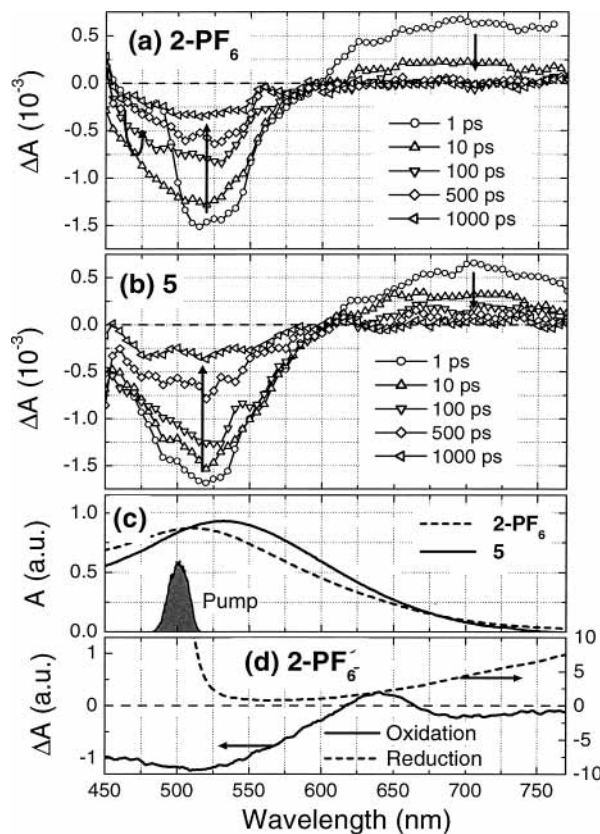 (a) 2-PF6
0.5
0.0
-0.5
-1.0
-1.5
ΔA (10-3)
1 ps
10 ps
100 ps
500 ps
1000 ps
(b) 5
0.5
0.0
-0.5
-1.0
-1.5
ΔA (10-3)
1 ps
10 ps
100 ps
500 ps
1000 ps
(c)
1.0
0.5
0.0
A (a.u.)
2-PF6
5
Pump
(d) 2-PF6-
1
0
-1
ΔA (a.u.)
10
5
0
-5
-10
Oxidation
Reduction
450 500 550 600 650 700 750
Wavelength (nm)